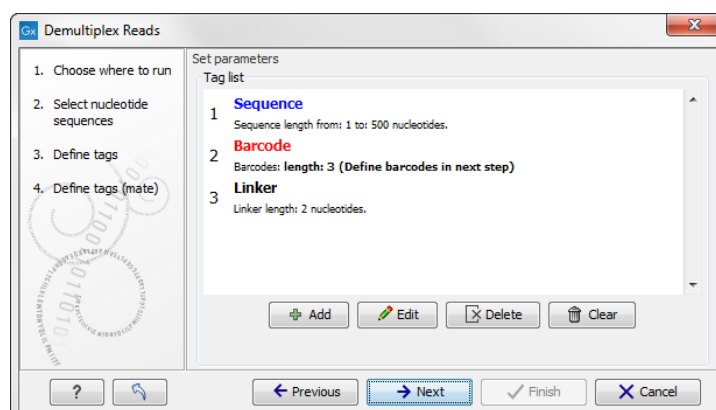 Gx Demultiplex Reads
Set parameters
1. Choose where to run
2. Select nucleotide
sequences
3. Define tags
4. Define tags (mate)
Tag list
1 Sequence
Sequence length from: 1 to: 500 nucleotides.
2 Barcode
Barcodes: length: 3 (Define barcodes in next step)
3 Linker
Linker length: 2 nucleotides.
Add Edit Delete Clear
? Previous Next Finish Cancel